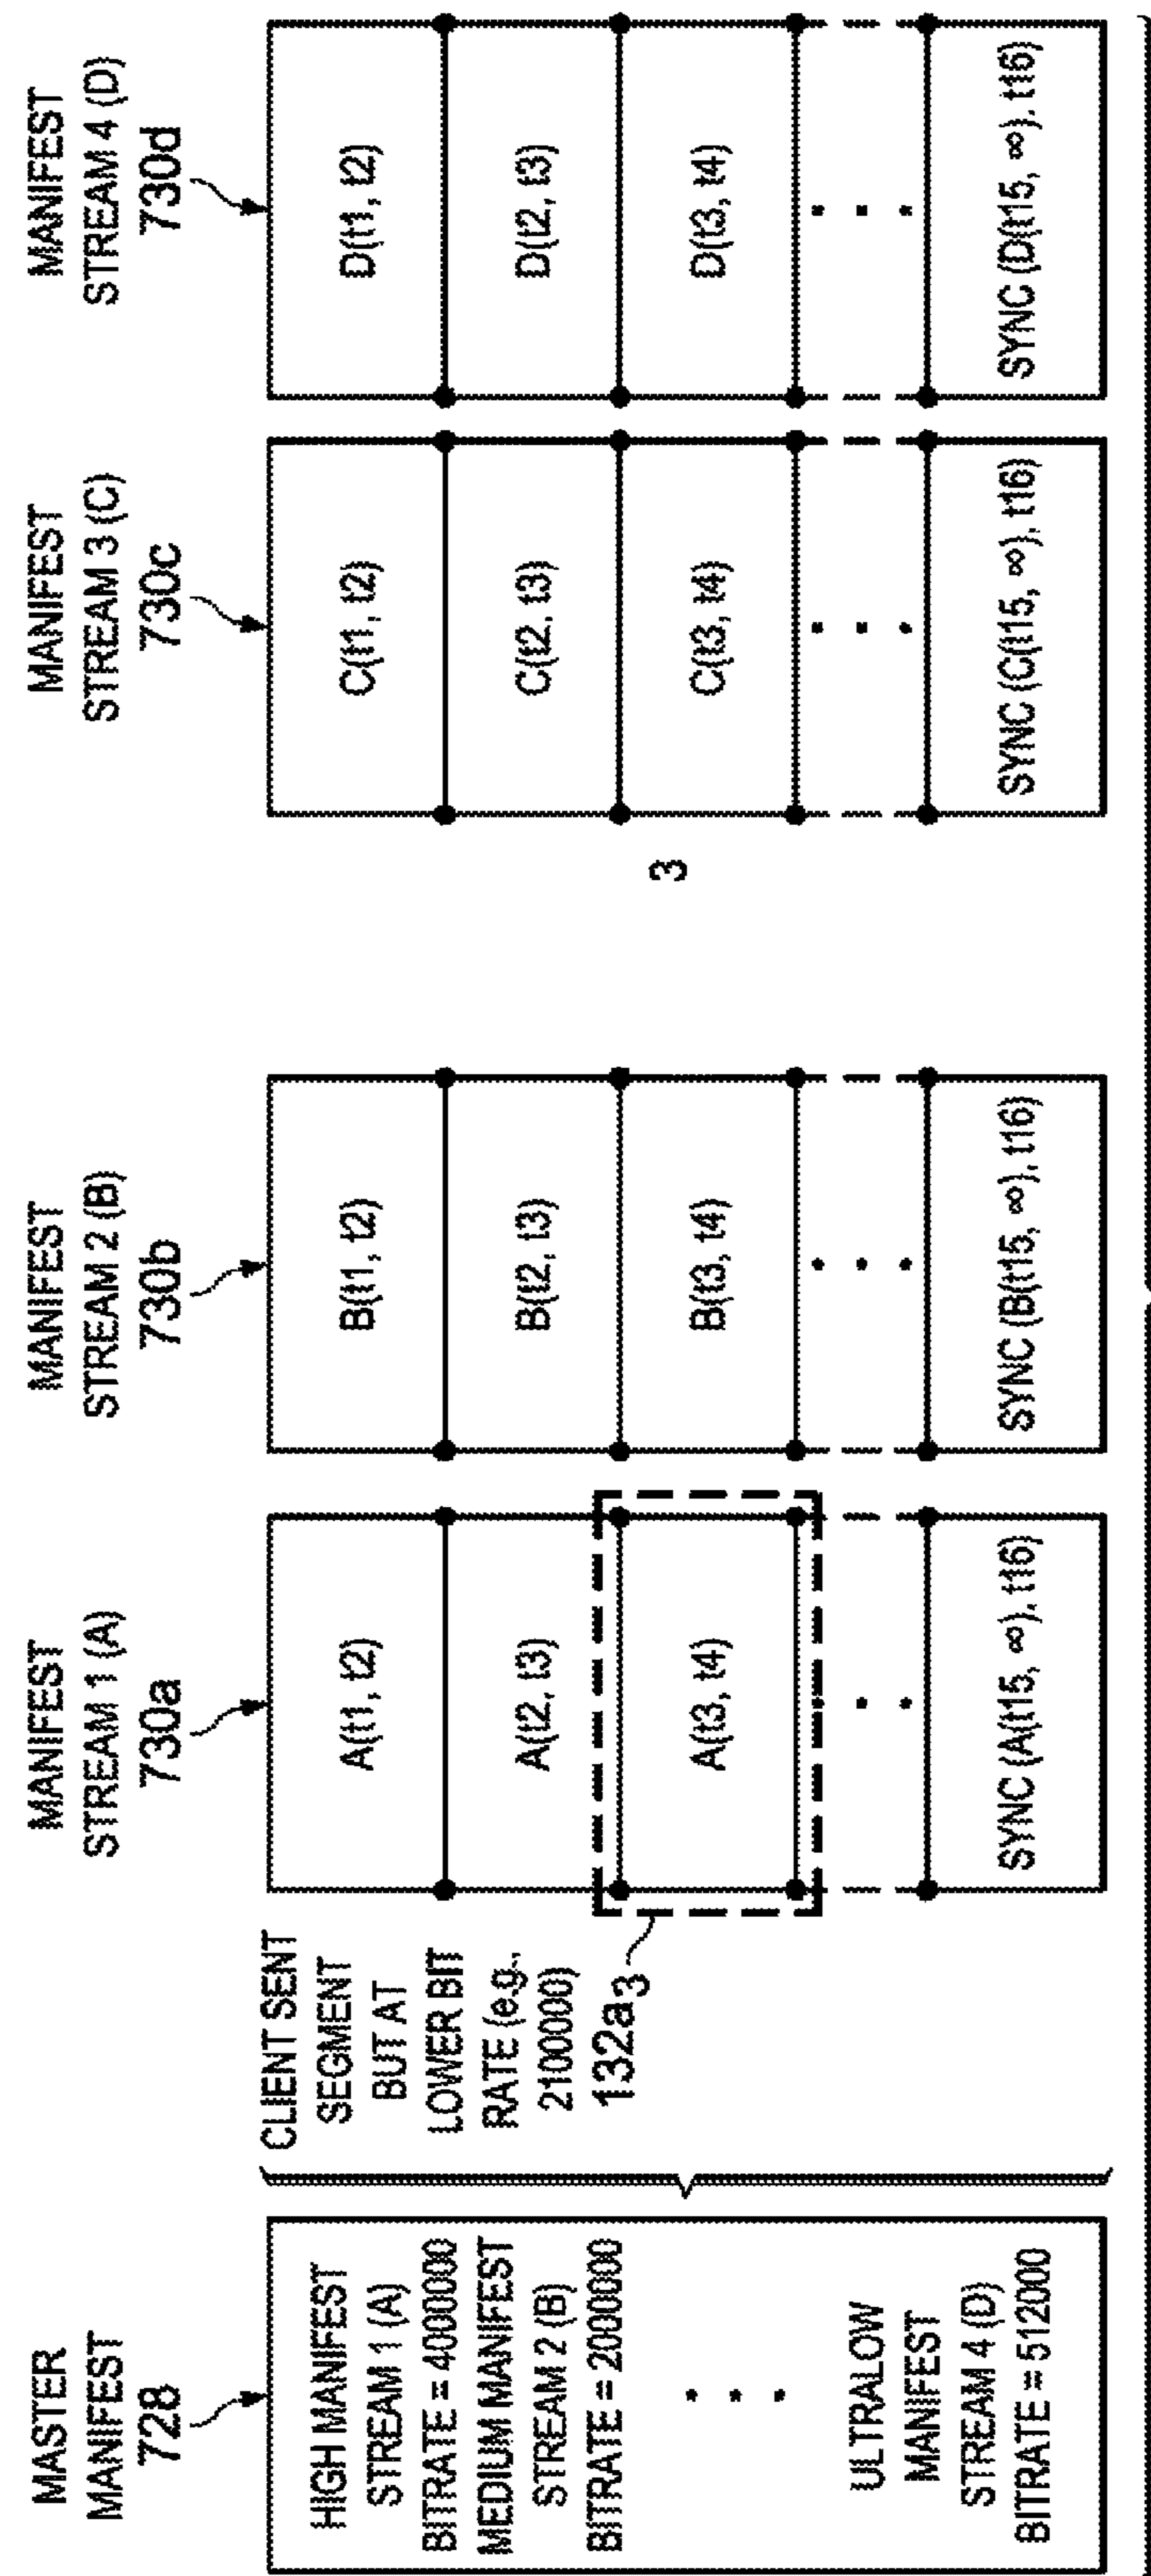 MASTER
MANIFEST
728
HIGH MANIFEST
STREAM 1 (A)
BITRATE = 4000000
MEDIUM MANIFEST
STREAM 2 (B)
BITRATE = 2000000
ULTRALOW
MANIFEST
STREAM 4 (D)
BITRATE = 512000
CLIENT SENT
SEGMENT
BUT AT
LOWER BIT
RATE (e.g.,
2100000)
132a3
MANIFEST
STREAM 1 (A)
730a
A(t1, t2)
A(t2, t3)
A(t3, t4)
SYNC (A(t15, ∞), t16)
MANIFEST
STREAM 2 (B)
730b
B(t1, t2)
B(t2, t3)
B(t3, t4)
SYNC (B(t15, ∞), t16)
3
MANIFEST
STREAM 3 (C)
730c
C(t1, t2)
C(t2, t3)
C(t3, t4)
SYNC (C(t15, ∞), t16)
MANIFEST
STREAM 4 (D)
730d
D(t1, t2)
D(t2, t3)
D(t3, t4)
SYNC (D(t15, ∞), t16)